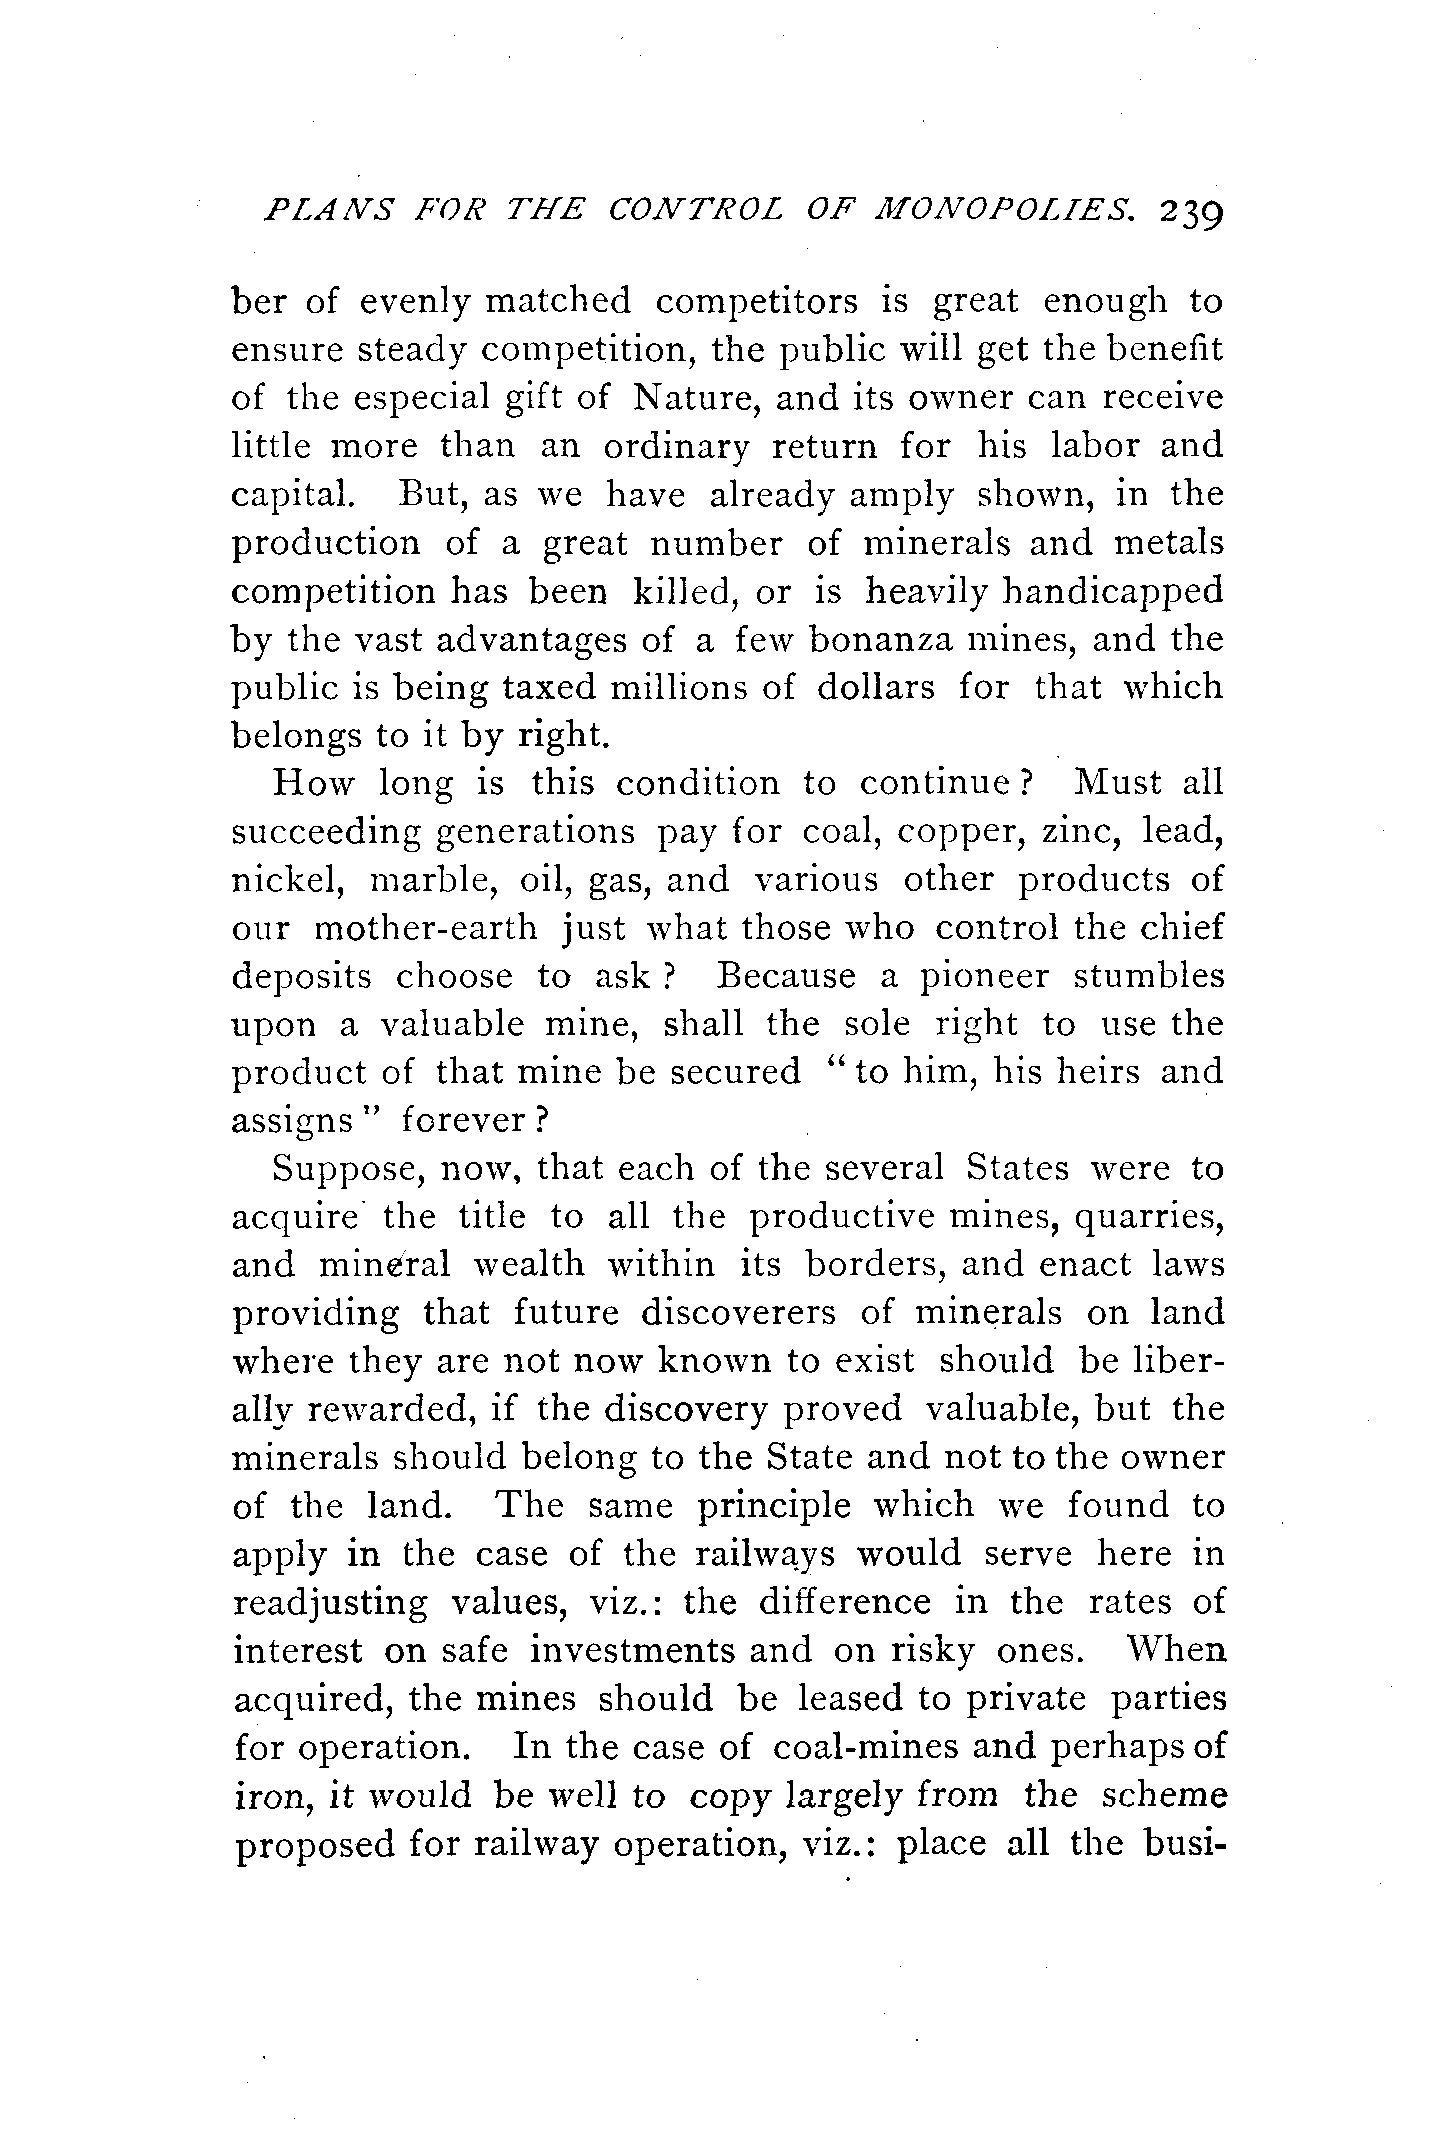 PLANS FOR THE CONTROL OF MONOPOLIES. 239
ber of evenly matched competitors is great enough to
ensure steady competition, the public will get the benefit
of the especial gift of Nature, and its owner can receive
little more than an ordinary return for his labor and
capital. But, as we have already amply shown, in the
production of a great number of minerals and metals
competition has been killed, or is heavily handicapped
by the vast advantages of a few bonanza mines, and the
public is being taxed millions of dollars for that which
belongs to it by right.
How long is this condition to continue? Must all
succeeding generations pay for coal, copper, zinc, lead,
nickel, marble, oil, gas, and various other products of
our mother-earth just what those who control the chief
deposits choose to ask? Because a pioneer stumbles
upon a valuable mine, shall the sole right to use the
product of that mine be secured "to him, his heirs and
assigns" forever?
Suppose, now, that each of the several States were to
acquire the title to all the productive mines, quarries,
and mineral wealth within its borders, and enact laws
providing that future discoverers of minerals on land
where they are not now known to exist should be liber-
ally rewarded, if the discovery proved valuable, but the
minerals should belong to the State and not to the owner
of the land. The same principle which we found to
apply in the case of the railways would serve here in
readjusting values, viz.: the difference in the rates of
interest on safe investments and on risky ones. When
acquired, the mines should be leased to private parties
for operation. In the case of coal-mines and perhaps of
iron, it would be well to copy largely from the scheme
proposed for railway operation, viz.: place all the busi-